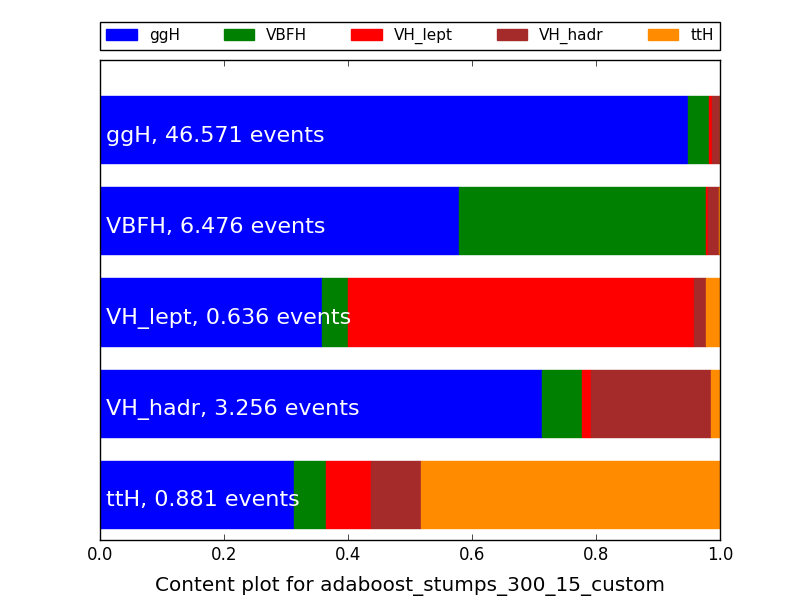 ggH VBFH VH_lept VH_hadr ttH
ggH, 46.571 events
VBFH, 6.476 events
VH_lept, 0.636 events
VH_hadr, 3.256 events
ttH, 0.881 events
0.0 0.2 0.4 0.6 0.8 1.0
Content plot for adaboost_stumps_300_15_custom